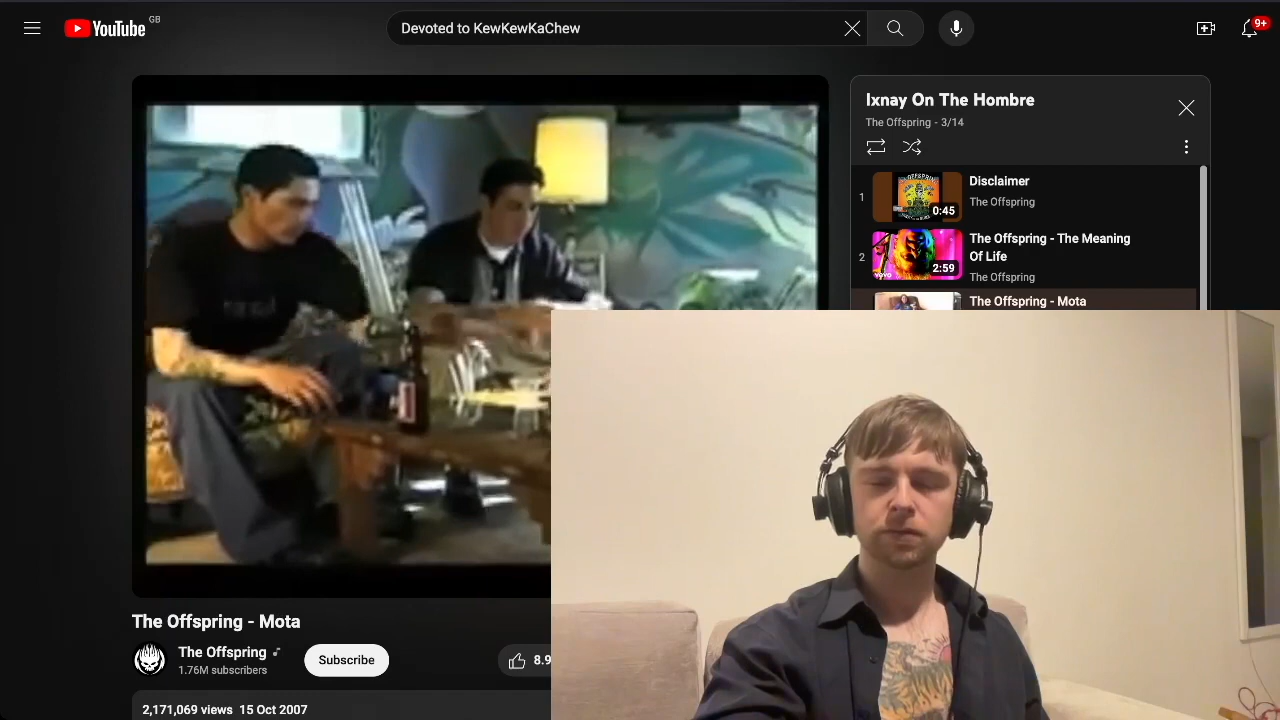 YouTube GB
Devoted to KewKewKaChew
9+
Ixnay On The Hombre
The Offspring - 3/14
1
Disclaimer
The Offspring
0:45
2
The Offspring - The Meaning
Of Life
The Offspring
2:59
The Offspring - Mota
The Offspring - Mota
The Offspring
1.76M subscribers
Subscribe
8.9
2,171,069 views 15 Oct 2007